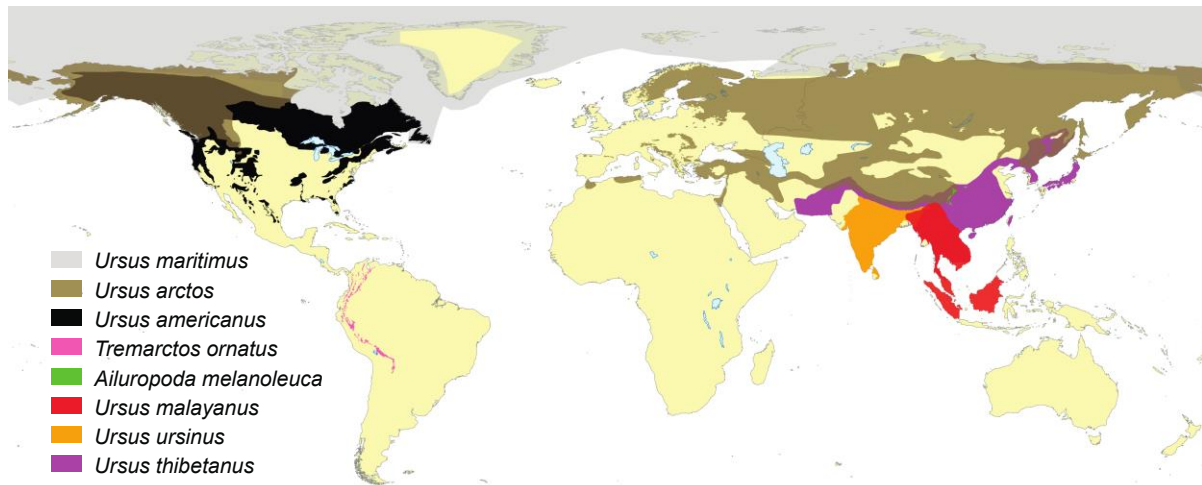 Ursus maritimus
Ursus arctos
Ursus americanus
Tremarctos ornatus
Ailuropoda melanoleuca
Ursus malayanus
Ursus ursinus
Ursus thibetanus